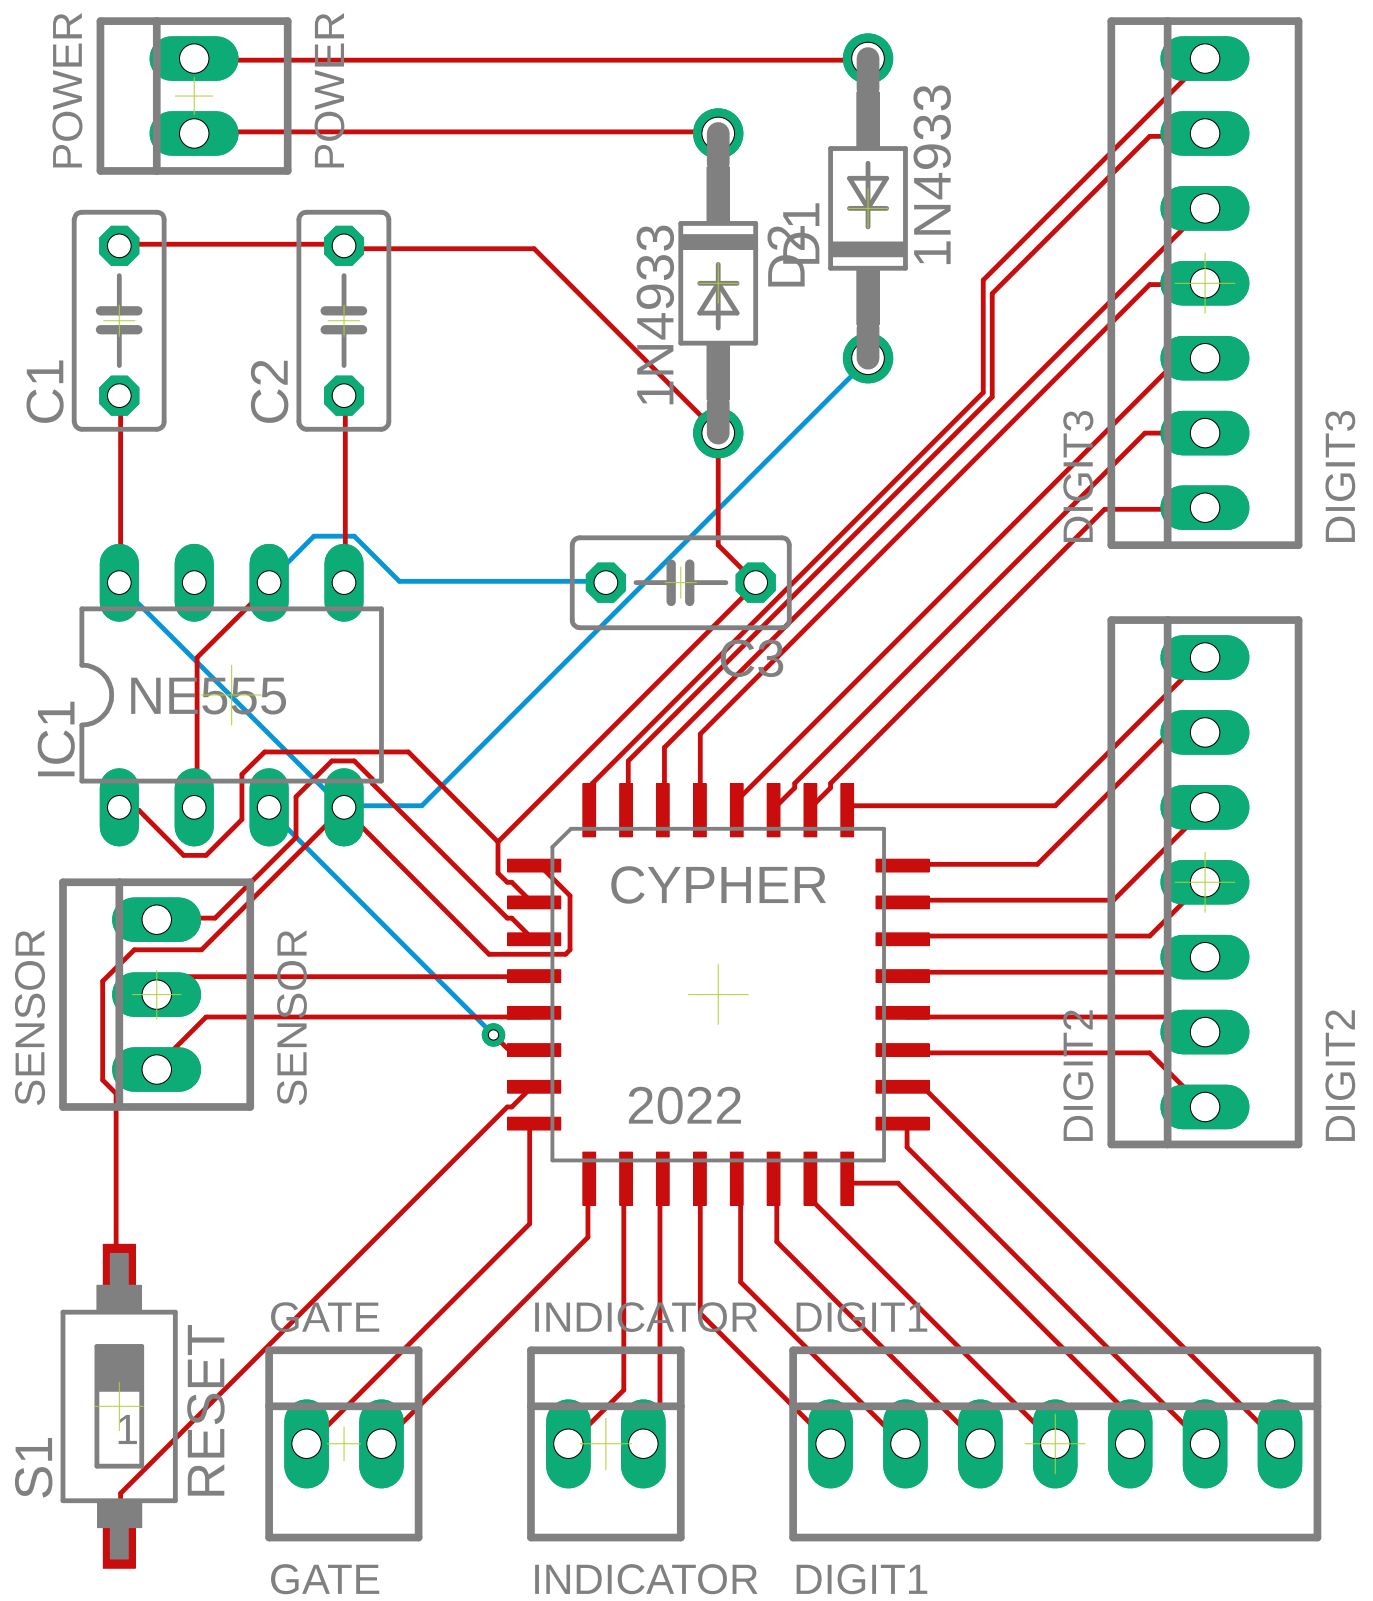 POWER
POWER
1N4933
D1
1N4933
D2
C1
C2
DIGIT3
DIGIT3
C3
NE555
IC1
CYPHER
2022
SENSOR
SENSOR
DIGIT2
DIGIT2
S1
1
RESET
GATE
INDICATOR
DIGIT1
GATE
INDICATOR
DIGIT1